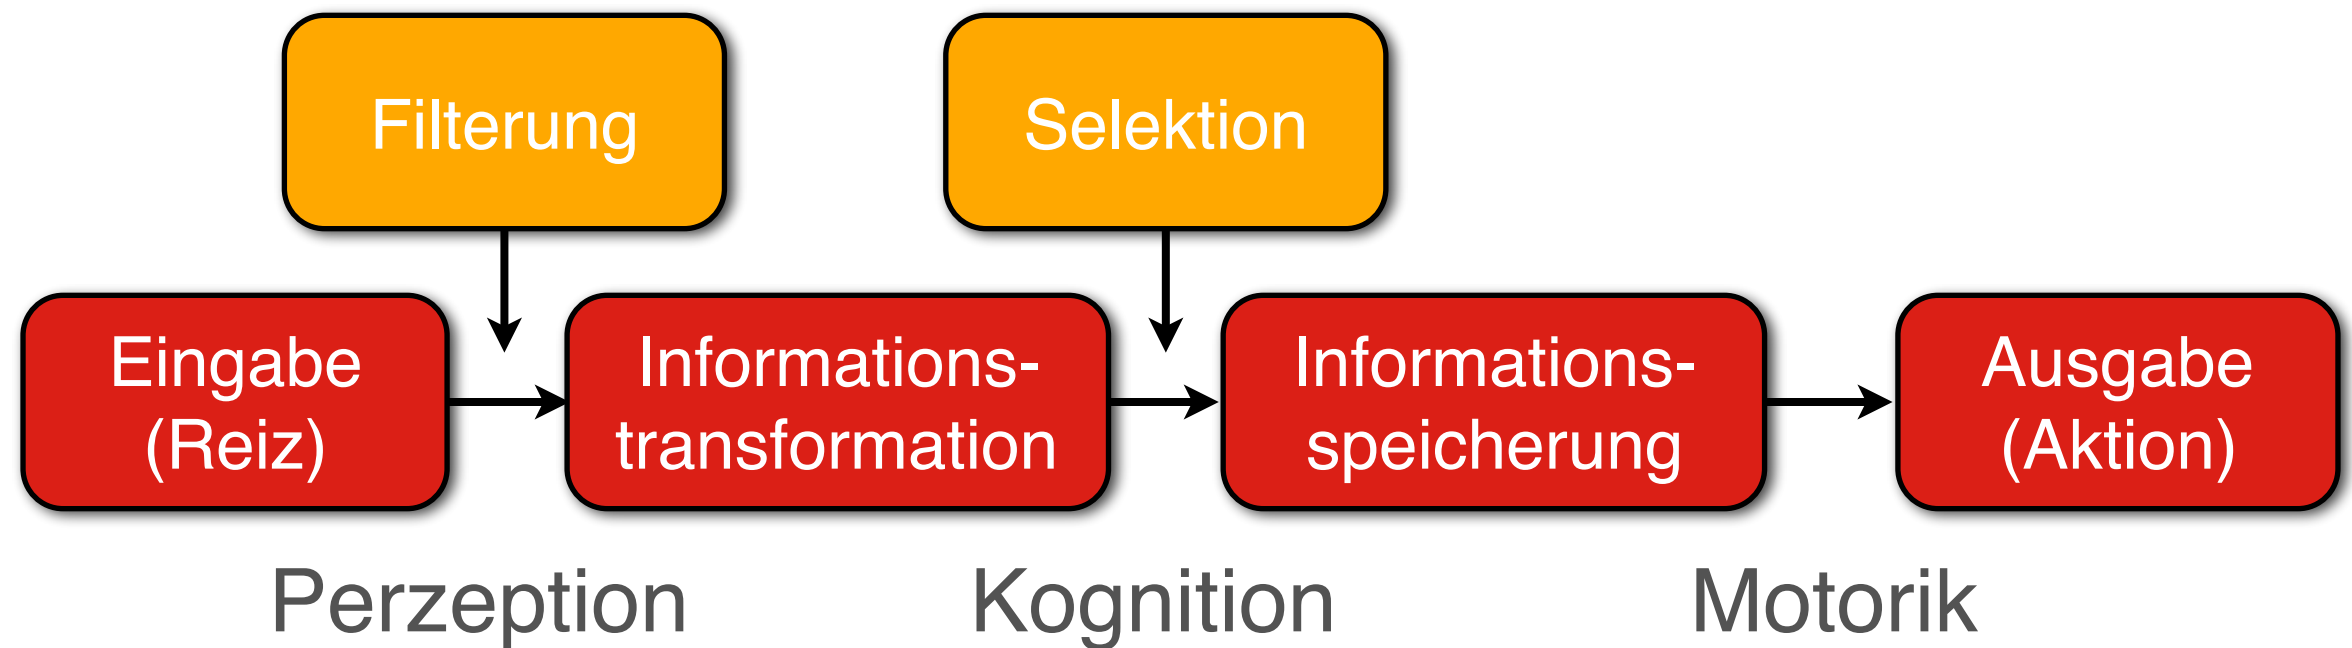 Filterung
Selektion
Eingabe
(Reiz)
Informations-
transformation
Informations-
speicherung
Ausgabe
(Aktion)
Perzeption
Kognition
Motorik